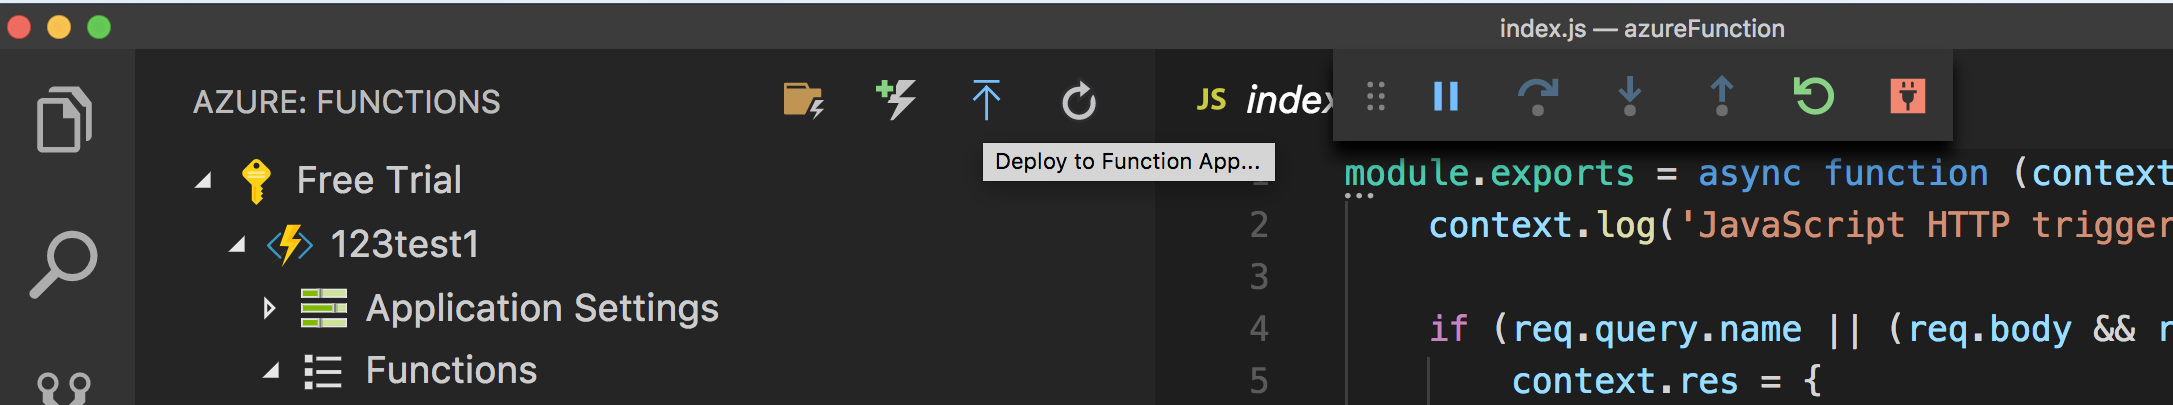 index.js — azureFunction
AZURE: FUNCTIONS
JS index
Deploy to Function App...
Free Trial
123test1
Application Settings
Functions
1 module.exports = async function (context
2 context.log('JavaScript HTTP trigger
3
4 if (req.query.name || (req.body && r
5 context.res = {